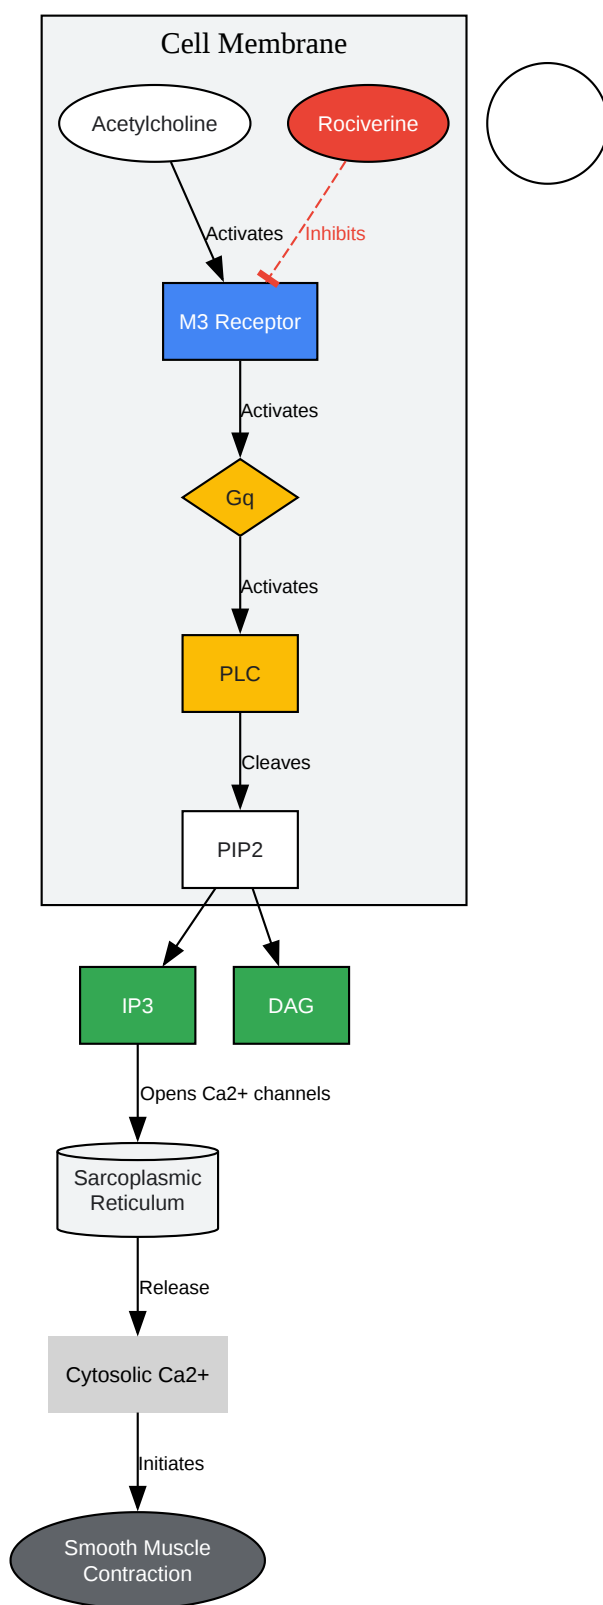 Cell Membrane
Acetylcholine
Rociverine
Activates
Inhibits
M3 Receptor
Activates
Gq
Activates
PLC
Cleaves
PIP2
IP3
DAG
Opens Ca2+ channels
Sarcoplasmic
Reticulum
Release
Cytosolic Ca2+
Initiates
Smooth Muscle
Contraction